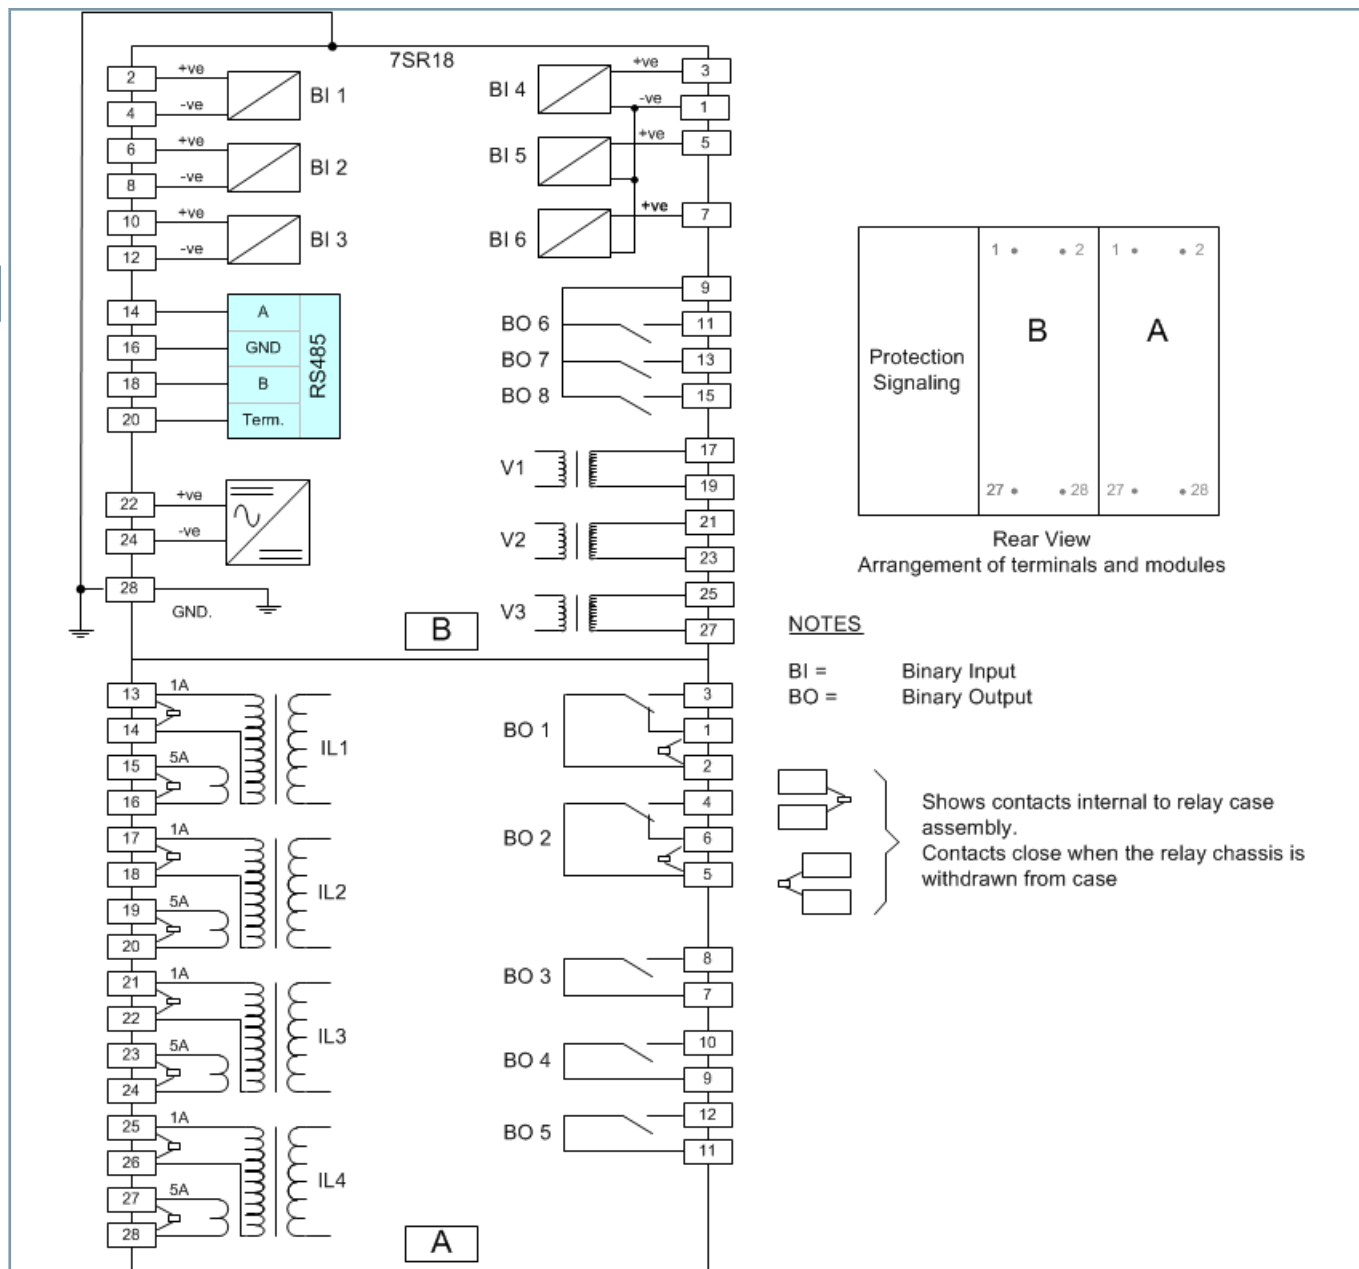 7SR18
2
+ve
BI 1
4
-ve
6
+ve
BI 2
8
-ve
10
+ve
BI 3
12
-ve
14
A
16
GND
18
B
20
Term.
RS485
22
+ve
24
-ve
28
GND.
B
BI 4
+ve
3
-ve
1
BI 5
+ve
5
BI 6
+ve
7
9
BO 6
11
BO 7
13
BO 8
15
V1
17
19
V2
21
23
V3
25
27
13
1A
14
IL1
15
5A
16
17
1A
18
IL2
19
5A
20
21
1A
22
IL3
23
5A
24
25
1A
26
IL4
27
5A
28
A
BO 1
3
1
2
BO 2
4
6
5
BO 3
8
7
BO 4
10
9
BO 5
12
11
Protection
Signaling
1
2
B
27
28
1
2
A
27
28
Rear View
Arrangement of terminals and modules
NOTES
BI = Binary Input
BO = Binary Output
Shows contacts internal to relay case
assembly.
Contacts close when the relay chassis is
withdrawn from case